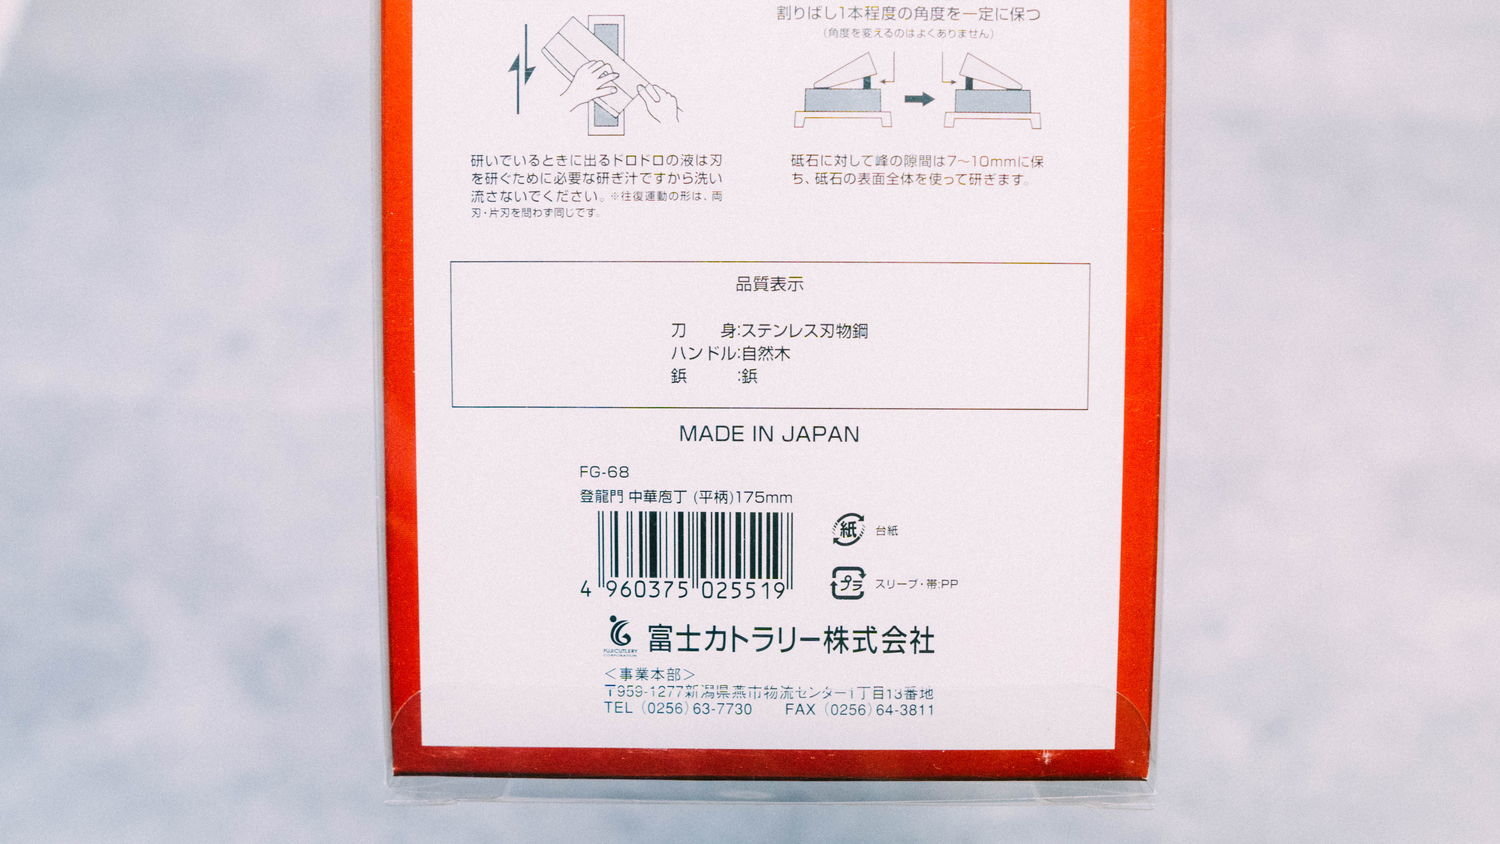 割りばし1本程度の角度を一定に保つ
(角度を変えるのはよくありません)
研いでいるときに出るドロドロの液は刃
を研ぐために必要な研ぎ汁ですから洗い
流さないでください。※往復運動の形は、両
刃・片刃を問わず同じです。
砥石に対して峰の隙間は7～10mmに保
ち、砥石の表面全体を使って研ぎます。
品質表示
刀　　身:ステンレス刃物鋼
ハンドル:自然木
鋲　　　:鋲
MADE IN JAPAN
FG-68
登龍門 中華庖丁 (平柄)175mm
4 960375 025519
紙 台紙
プラ スリーブ・帯:PP
FUJI CUTLERY
CORPORATION
富士カトラリー株式会社
＜事業本部＞
〒959-1277新潟県燕市物流センター1丁目13番地
TEL (0256) 63-7730　FAX (0256) 64-3811